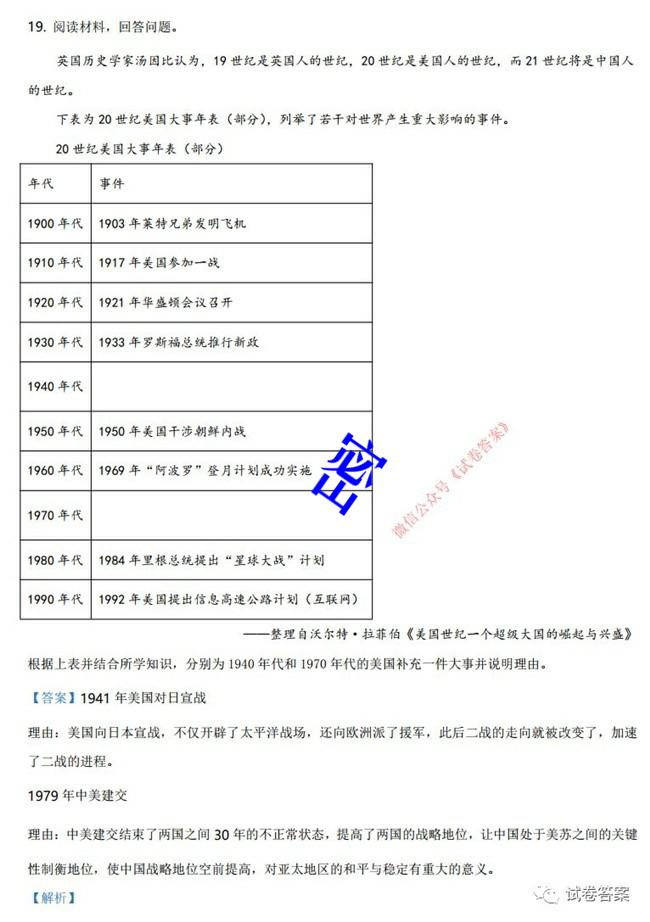 19. 阅读材料，回答问题。
英国历史学家汤因比认为，19世纪是英国人的世纪，20世纪是美国人的世纪，而21世纪将是中国人
的世纪。
下表为20世纪美国大事年表（部分），列举了若干对世界产生重大影响的事件。
20世纪美国大事年表（部分）
年代 事件
1900年代 1903年莱特兄弟发明飞机
1910年代 1917年美国参加一战
1920年代 1921年华盛顿会议召开
1930年代 1933年罗斯福总统推行新政
1940年代
1950年代 1950年美国干涉朝鲜内战
1960年代 1969年“阿波罗”登月计划成功实施
1970年代
1980年代 1984年里根总统提出“星球大战”计划
1990年代 1992年美国提出信息高速公路计划（互联网）
微信公众号《试卷答案》
——整理自沃尔特·拉菲伯《美国世纪一个超级大国的崛起与兴盛》
根据上表并结合所学知识，分别为1940年代和1970年代的美国补充一件大事并说明理由。
【答案】1941年美国对日宣战
理由：美国向日本宣战，不仅开辟了太平洋战场，还向欧洲派了援军，此后二战的走向就被改变了，加速
了二战的进程。
1979年中美建交
理由：中美建交结束了两国之间30年的不正常状态，提高了两国的战略地位，让中国处于美苏之间的关键
性制衡地位，使中国战略地位空前提高，对亚太地区的和平与稳定有重大的意义。
【解析】
试卷答案